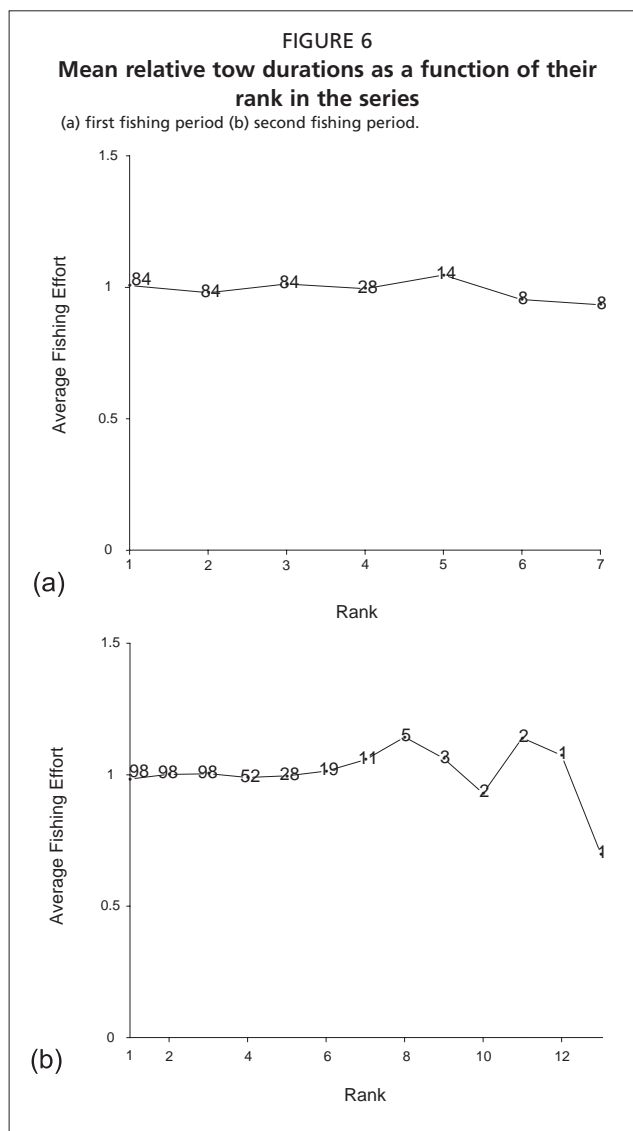 FIGURE 6
Mean relative tow durations as a function of their
rank in the series
(a) first fishing period (b) second fishing period.
1.5
1
0.5
0
Average Fishing Effort
84
84
84
28
14
8
8
1 2 3 4 5 6 7
(a)
Rank
1.5
1
0.5
0
Average Fishing Effort
98
98
98
52
28
19
11
5
3
2
2
1
1
1 2 4 6 8 10 12
(b)
Rank